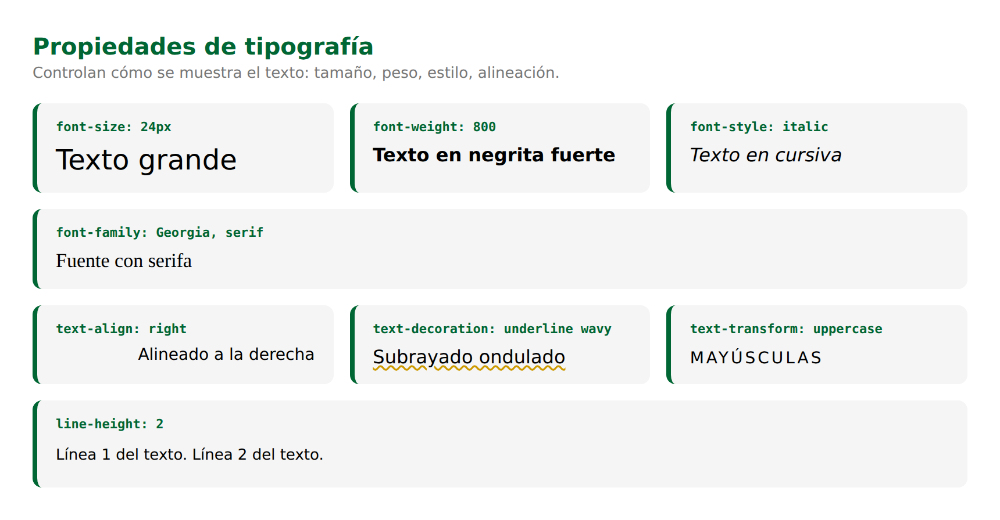 Propiedades de tipografía
Controlan cómo se muestra el texto: tamaño, peso, estilo, alineación.
font-size: 24px
Texto grande
font-weight: 800
Texto en negrita fuerte
font-style: italic
Texto en cursiva
font-family: Georgia, serif
Fuente con serifa
text-align: right
Alineado a la derecha
text-decoration: underline wavy
Subrayado ondulado
text-transform: uppercase
MAYÚSCULAS
line-height: 2
Línea 1 del texto. Línea 2 del texto.